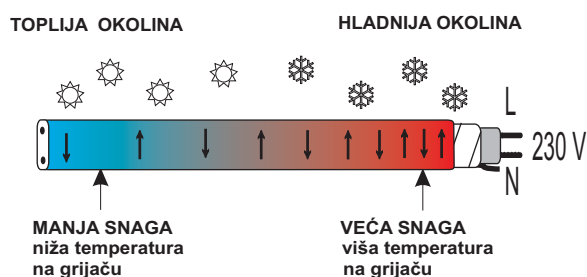 TOPLIJA OKOLINA
HLADNIJA OKOLINA
L
230 V
N
MANJA SNAGA
niža temperatura
na grijaču
VEĆA SNAGA
viša temperatura
na grijaču